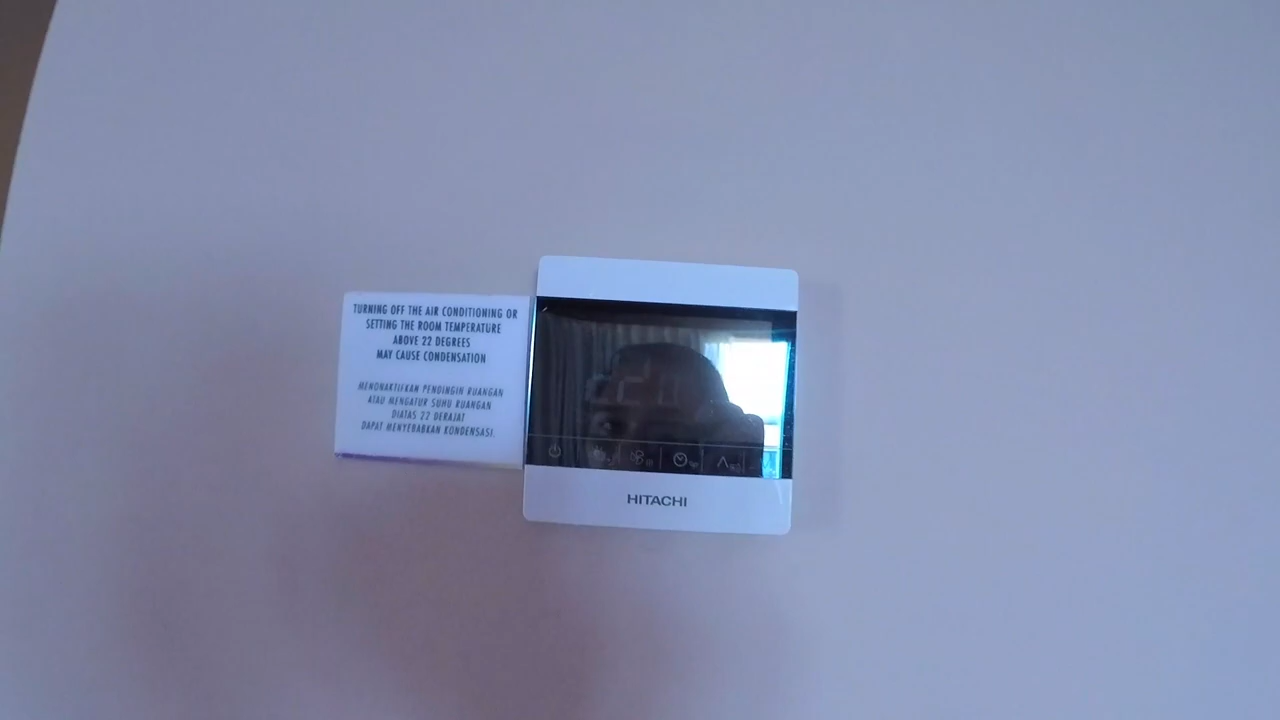 TURNING OFF THE AIR CONDITIONING OR
SETTING THE ROOM TEMPERATURE
ABOVE 22 DEGREES
MAY CAUSE CONDENSATION
MENONAKTIFKAN PENDINGIN RUANGAN
ATAU MENGATUR SUHU RUANGAN
DIATAS 22 DERAJAT
DAPAT MENYEBABKAN KONDENSASI.
HITACHI